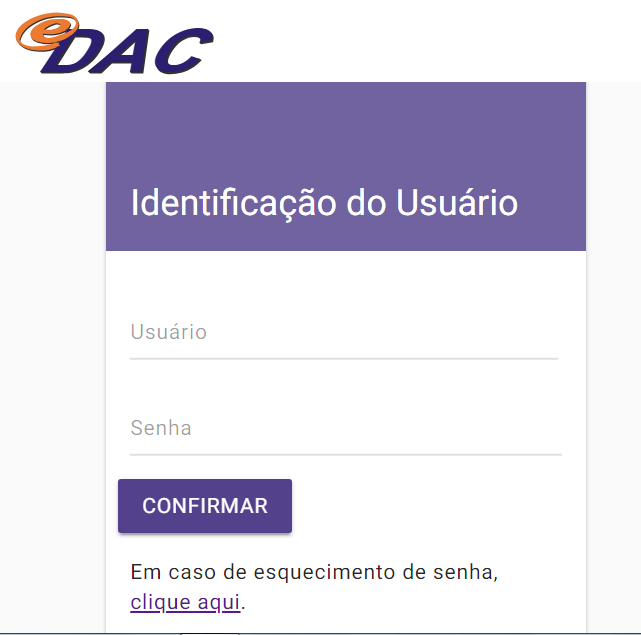 eDAC
Identificação do Usuário
Usuário
Senha
CONFIRMAR
Em caso de esquecimento de senha,
clique aqui.